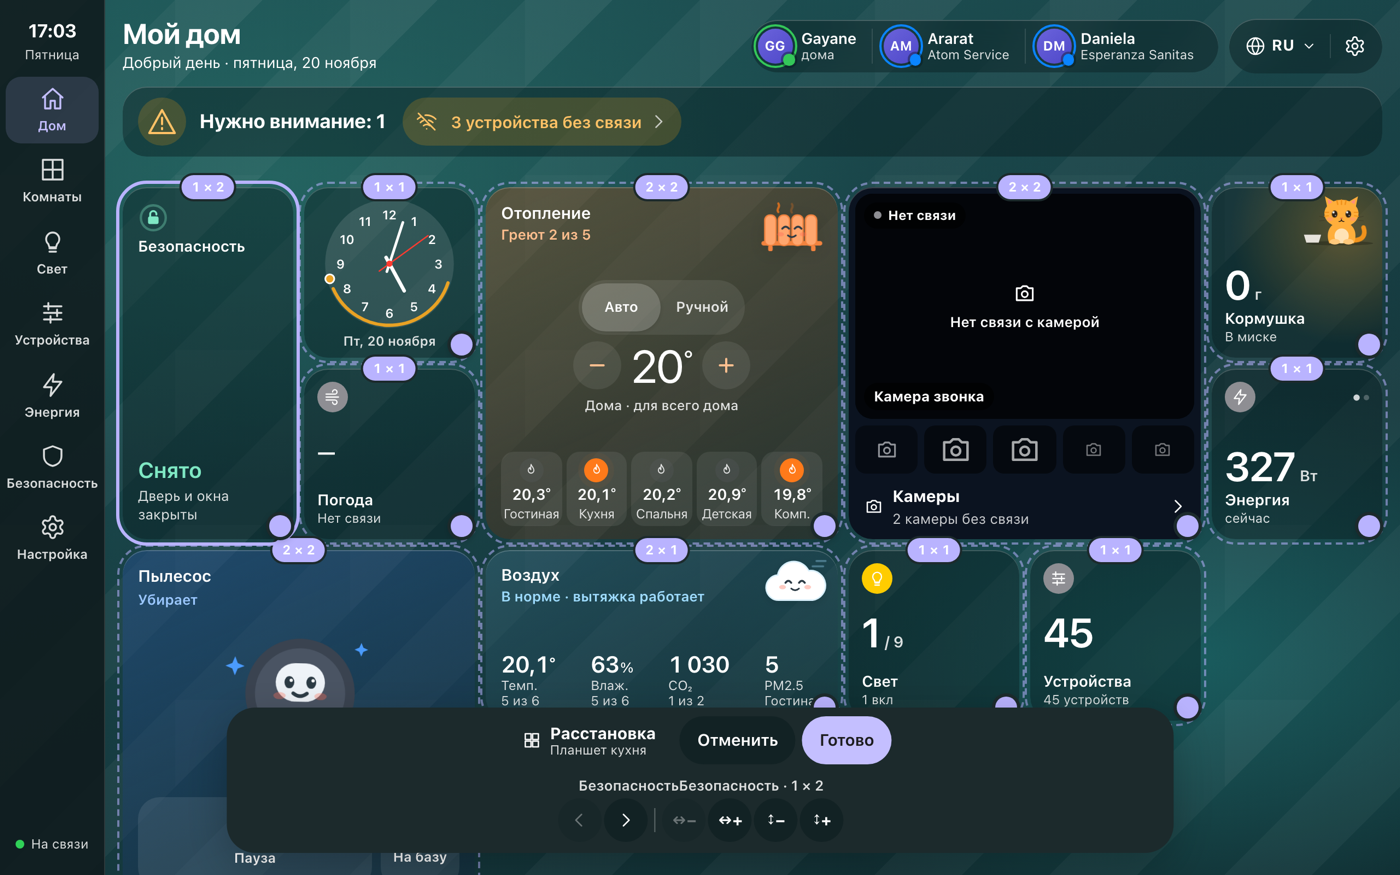 17:03
Пятница
Дом
Комнаты
Свет
Устройства
Энергия
Безопасность
Настройка
На связи
Мой дом
Добрый день · пятница, 20 ноября
GG
Gayane
дома
AM
Ararat
Atom Service
DM
Daniela
Esperanza Sanitas
RU
Нужно внимание: 1
3 устройства без связи
1 × 2
Безопасность
Снято
Дверь и окна
закрыты
1 × 1
12
1
2
3
4
5
6
7
8
9
10
11
Пт, 20 ноября
1 × 1
—
Погода
Нет связи
2 × 2
Отопление
Греют 2 из 5
Авто
Ручной
− 20° +
Дома · для всего дома
20,3°
Гостиная
20,1°
Кухня
20,2°
Спальня
20,9°
Детская
19,8°
Комп.
2 × 2
Нет связи
Нет связи с камерой
Камера звонка
Камеры
2 камеры без связи
1 × 1
0 г
Кормушка
В миске
1 × 1
327 Вт
Энергия
сейчас
2 × 2
Пылесос
Убирает
Пауза
На базу
2 × 1
Воздух
В норме · вытяжка работает
20,1°
Темп.
5 из 6
63%
Влаж.
5 из 6
1 030
CO₂
1 из 2
5
PM2.5
1 × 1
1 / 9
Свет
1 вкл
1 × 1
45
Устройства
45 устройств
Расстановка
Планшет кухня
Отменить
Готово
БезопасностьБезопасность · 1 × 2